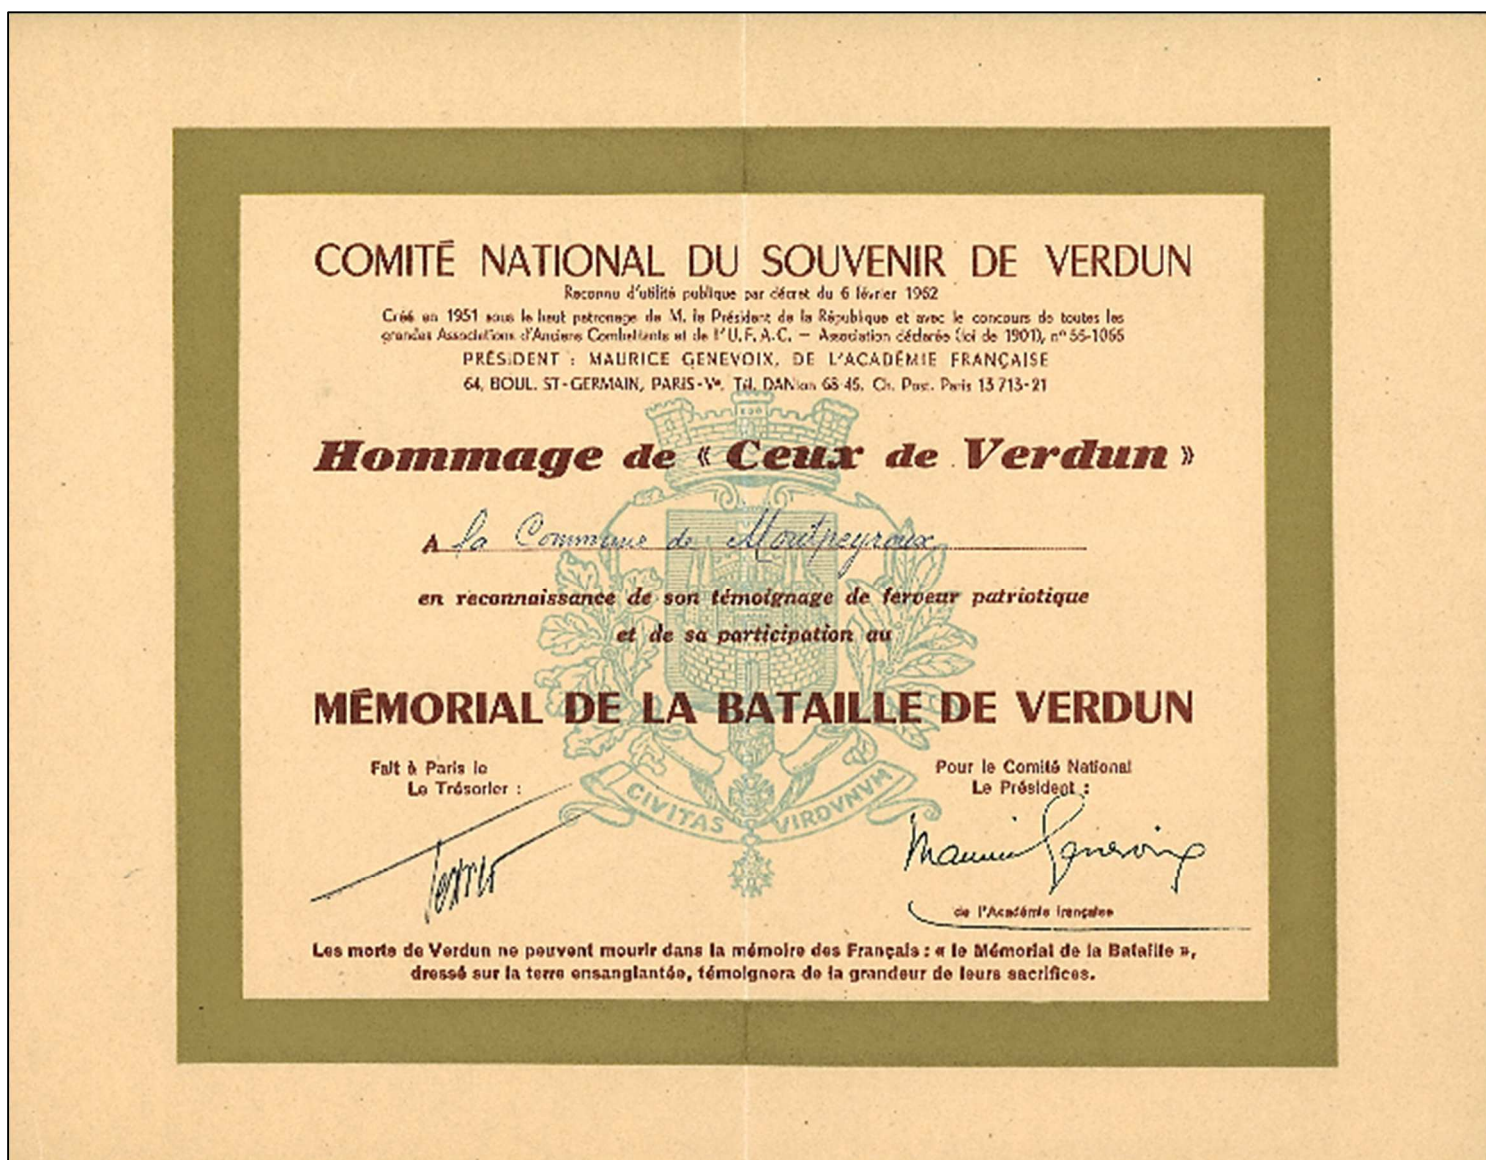 COMITÉ NATIONAL DU SOUVENIR DE VERDUN
Reconnu d'utilité publique par décret du 6 février 1962
Créé en 1951 sous le haut patronage de M. le Président de la République et avec le concours de toutes les
grandes Associations d'Anciens Combattants et de l'U.F.A.C. — Association déclarée (loi de 1901), nº 55-1065
PRÉSIDENT : MAURICE GENEVOIX, DE L'ACADÉMIE FRANÇAISE
64, BOUL. ST-GERMAIN, PARIS-Vᵉ. Tél. DANton 68-45. Ch. Post. Paris 13 713-21
Hommage de « Ceux de Verdun »
A la Commune de Montpeyroux
en reconnaissance de son témoignage de ferveur patriotique
et de sa participation au
MÉMORIAL DE LA BATAILLE DE VERDUN
Fait à Paris le
Le Trésorier :
Pour le Comité National
Le Président :
CIVITAS VIRDVNVM
Maurice Genevoix
de l'Académie française
Les morts de Verdun ne peuvent mourir dans la mémoire des Français : « le Mémorial de la Bataille »,
dressé sur la terre ensanglantée, témoignera de la grandeur de leurs sacrifices.